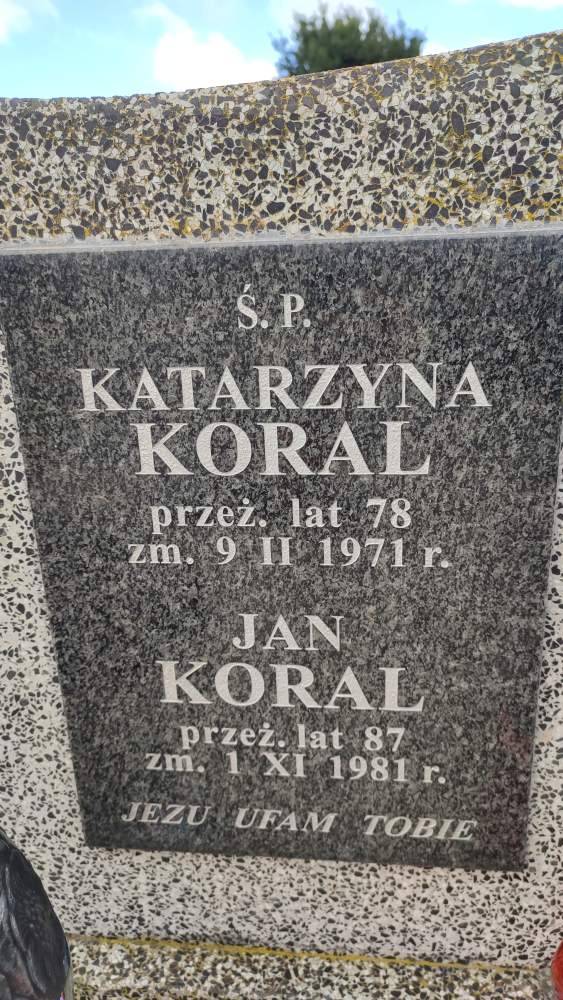 Ś. P.
KATARZYNA
KORAL
przeż. lat 78
zm. 9 II 1971 r.
JAN
KORAL
przeż. lat 87
zm. 1 XI 1981 r.
JEZU UFAM TOBIE